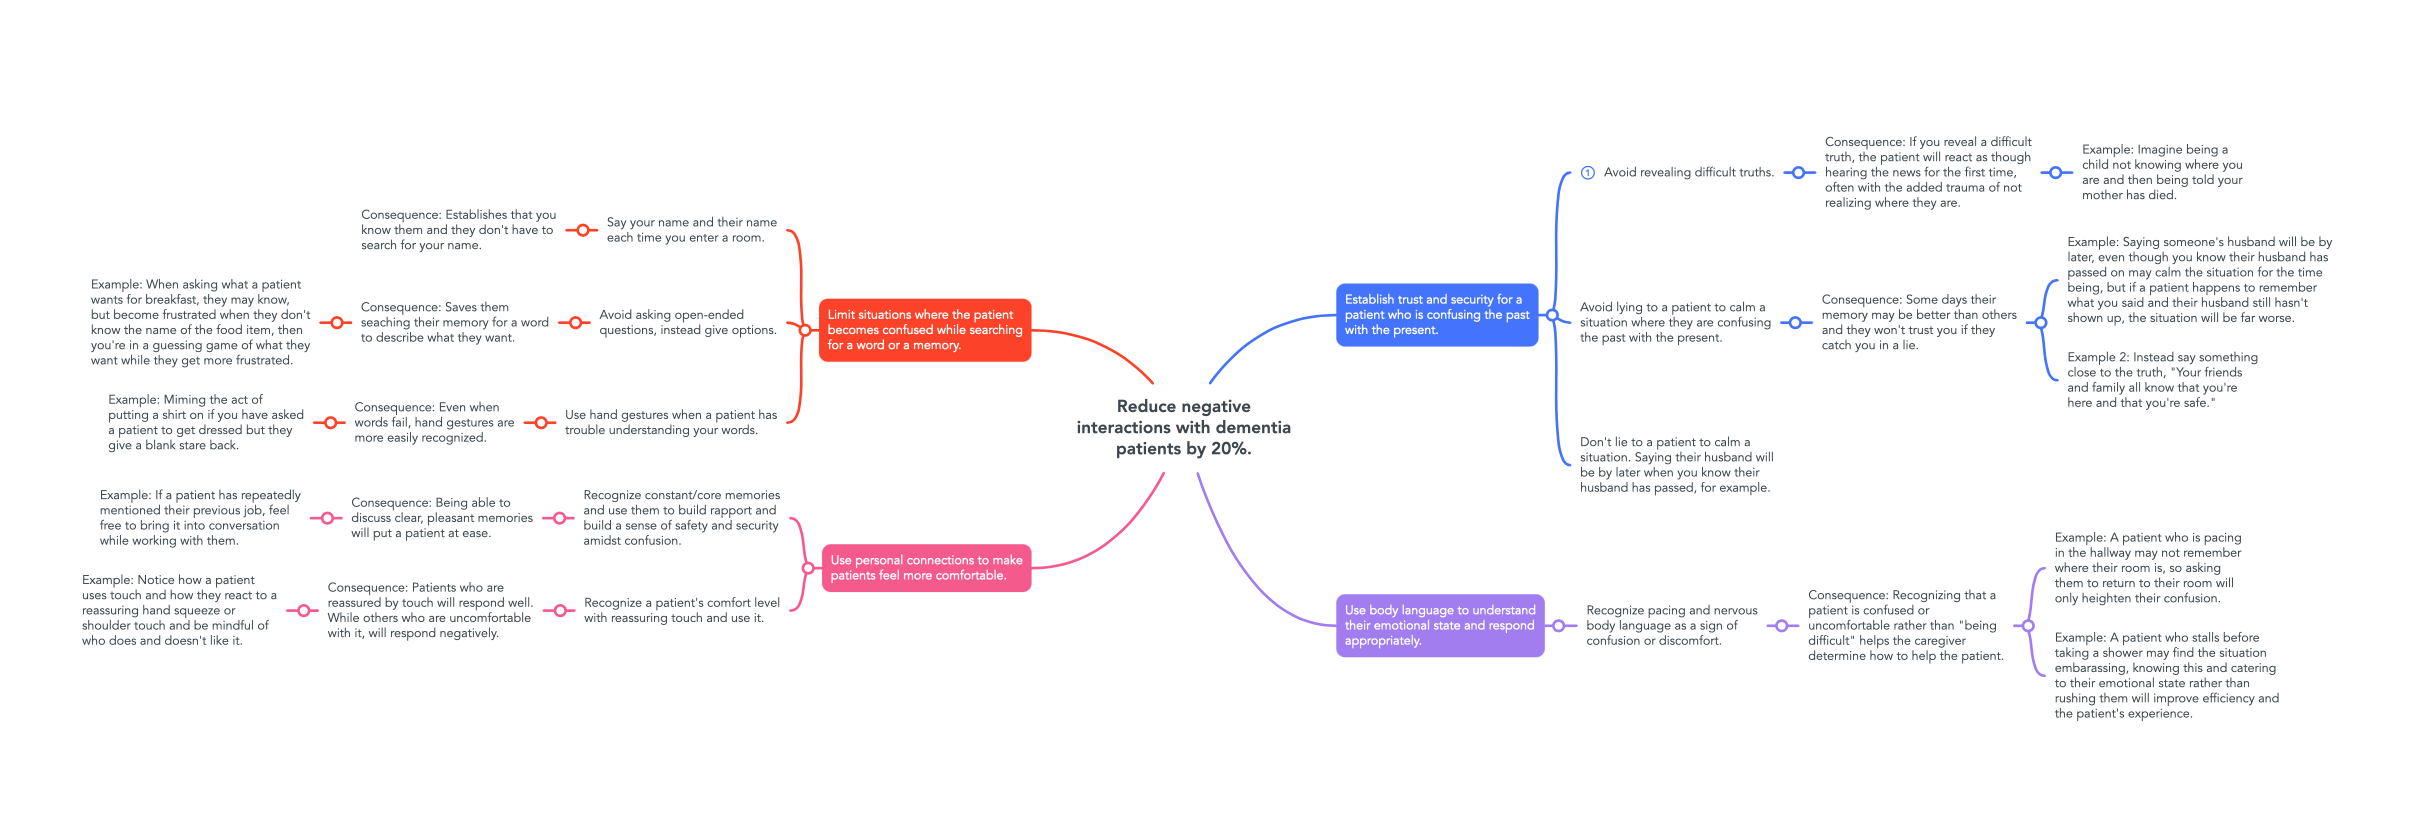 Reduce negative
interactions with dementia
patients by 20%.
Establish trust and security for a
patient who is confusing the past
with the present.
1
Avoid revealing difficult truths.
Consequence: If you reveal a difficult
truth, the patient will react as though
hearing the news for the first time,
often with the added trauma of not
realizing where they are.
Example: Imagine being a
child not knowing where you
are and then being told your
mother has died.
Avoid lying to a patient to calm a
situation where they are confusing
the past with the present.
Consequence: Some days their
memory may be better than others
and they won't trust you if they
catch you in a lie.
Example: Saying someone's husband will be by
later, even though you know their husband has
passed on may calm the situation for the time
being, but if a patient happens to remember
what you said and their husband still hasn't
shown up, the situation will be far worse.
Example 2: Instead say something
close to the truth, "Your friends
and family all know that you're
here and that you're safe."
Don't lie to a patient to calm a
situation. Saying their husband will
be by later when you know their
husband has passed, for example.
Use body language to understand
their emotional state and respond
appropriately.
Recognize pacing and nervous
body language as a sign of
confusion or discomfort.
Consequence: Recognizing that a
patient is confused or
uncomfortable rather than "being
difficult" helps the caregiver
determine how to help the patient.
Example: A patient who is pacing
in the hallway may not remember
where their room is, so asking
them to return to their room will
only heighten their confusion.
Example: A patient who stalls before
taking a shower may find the situation
embarassing, knowing this and catering
to their emotional state rather than
rushing them will improve efficiency and
the patient's experience.
Limit situations where the patient
becomes confused while searching
for a word or a memory.
Say your name and their name
each time you enter a room.
Consequence: Establishes that you
know them and they don't have to
search for your name.
Avoid asking open-ended
questions, instead give options.
Consequence: Saves them
seaching their memory for a word
to describe what they want.
Example: When asking what a patient
wants for breakfast, they may know,
but become frustrated when they don't
know the name of the food item, then
you're in a guessing game of what they
want while they get more frustrated.
Use hand gestures when a patient has
trouble understanding your words.
Consequence: Even when
words fail, hand gestures are
more easily recognized.
Example: Miming the act of
putting a shirt on if you have asked
a patient to get dressed but they
give a blank stare back.
Use personal connections to make
patients feel more comfortable.
Recognize constant/core memories
and use them to build rapport and
build a sense of safety and security
amidst confusion.
Consequence: Being able to
discuss clear, pleasant memories
will put a patient at ease.
Example: If a patient has repeatedly
mentioned their previous job, feel
free to bring it into conversation
while working with them.
Recognize a patient's comfort level
with reassuring touch and use it.
Consequence: Patients who are
reassured by touch will respond well.
While others who are uncomfortable
with it, will respond negatively.
Example: Notice how a patient
uses touch and how they react to a
reassuring hand squeeze or
shoulder touch and be mindful of
who does and doesn't like it.